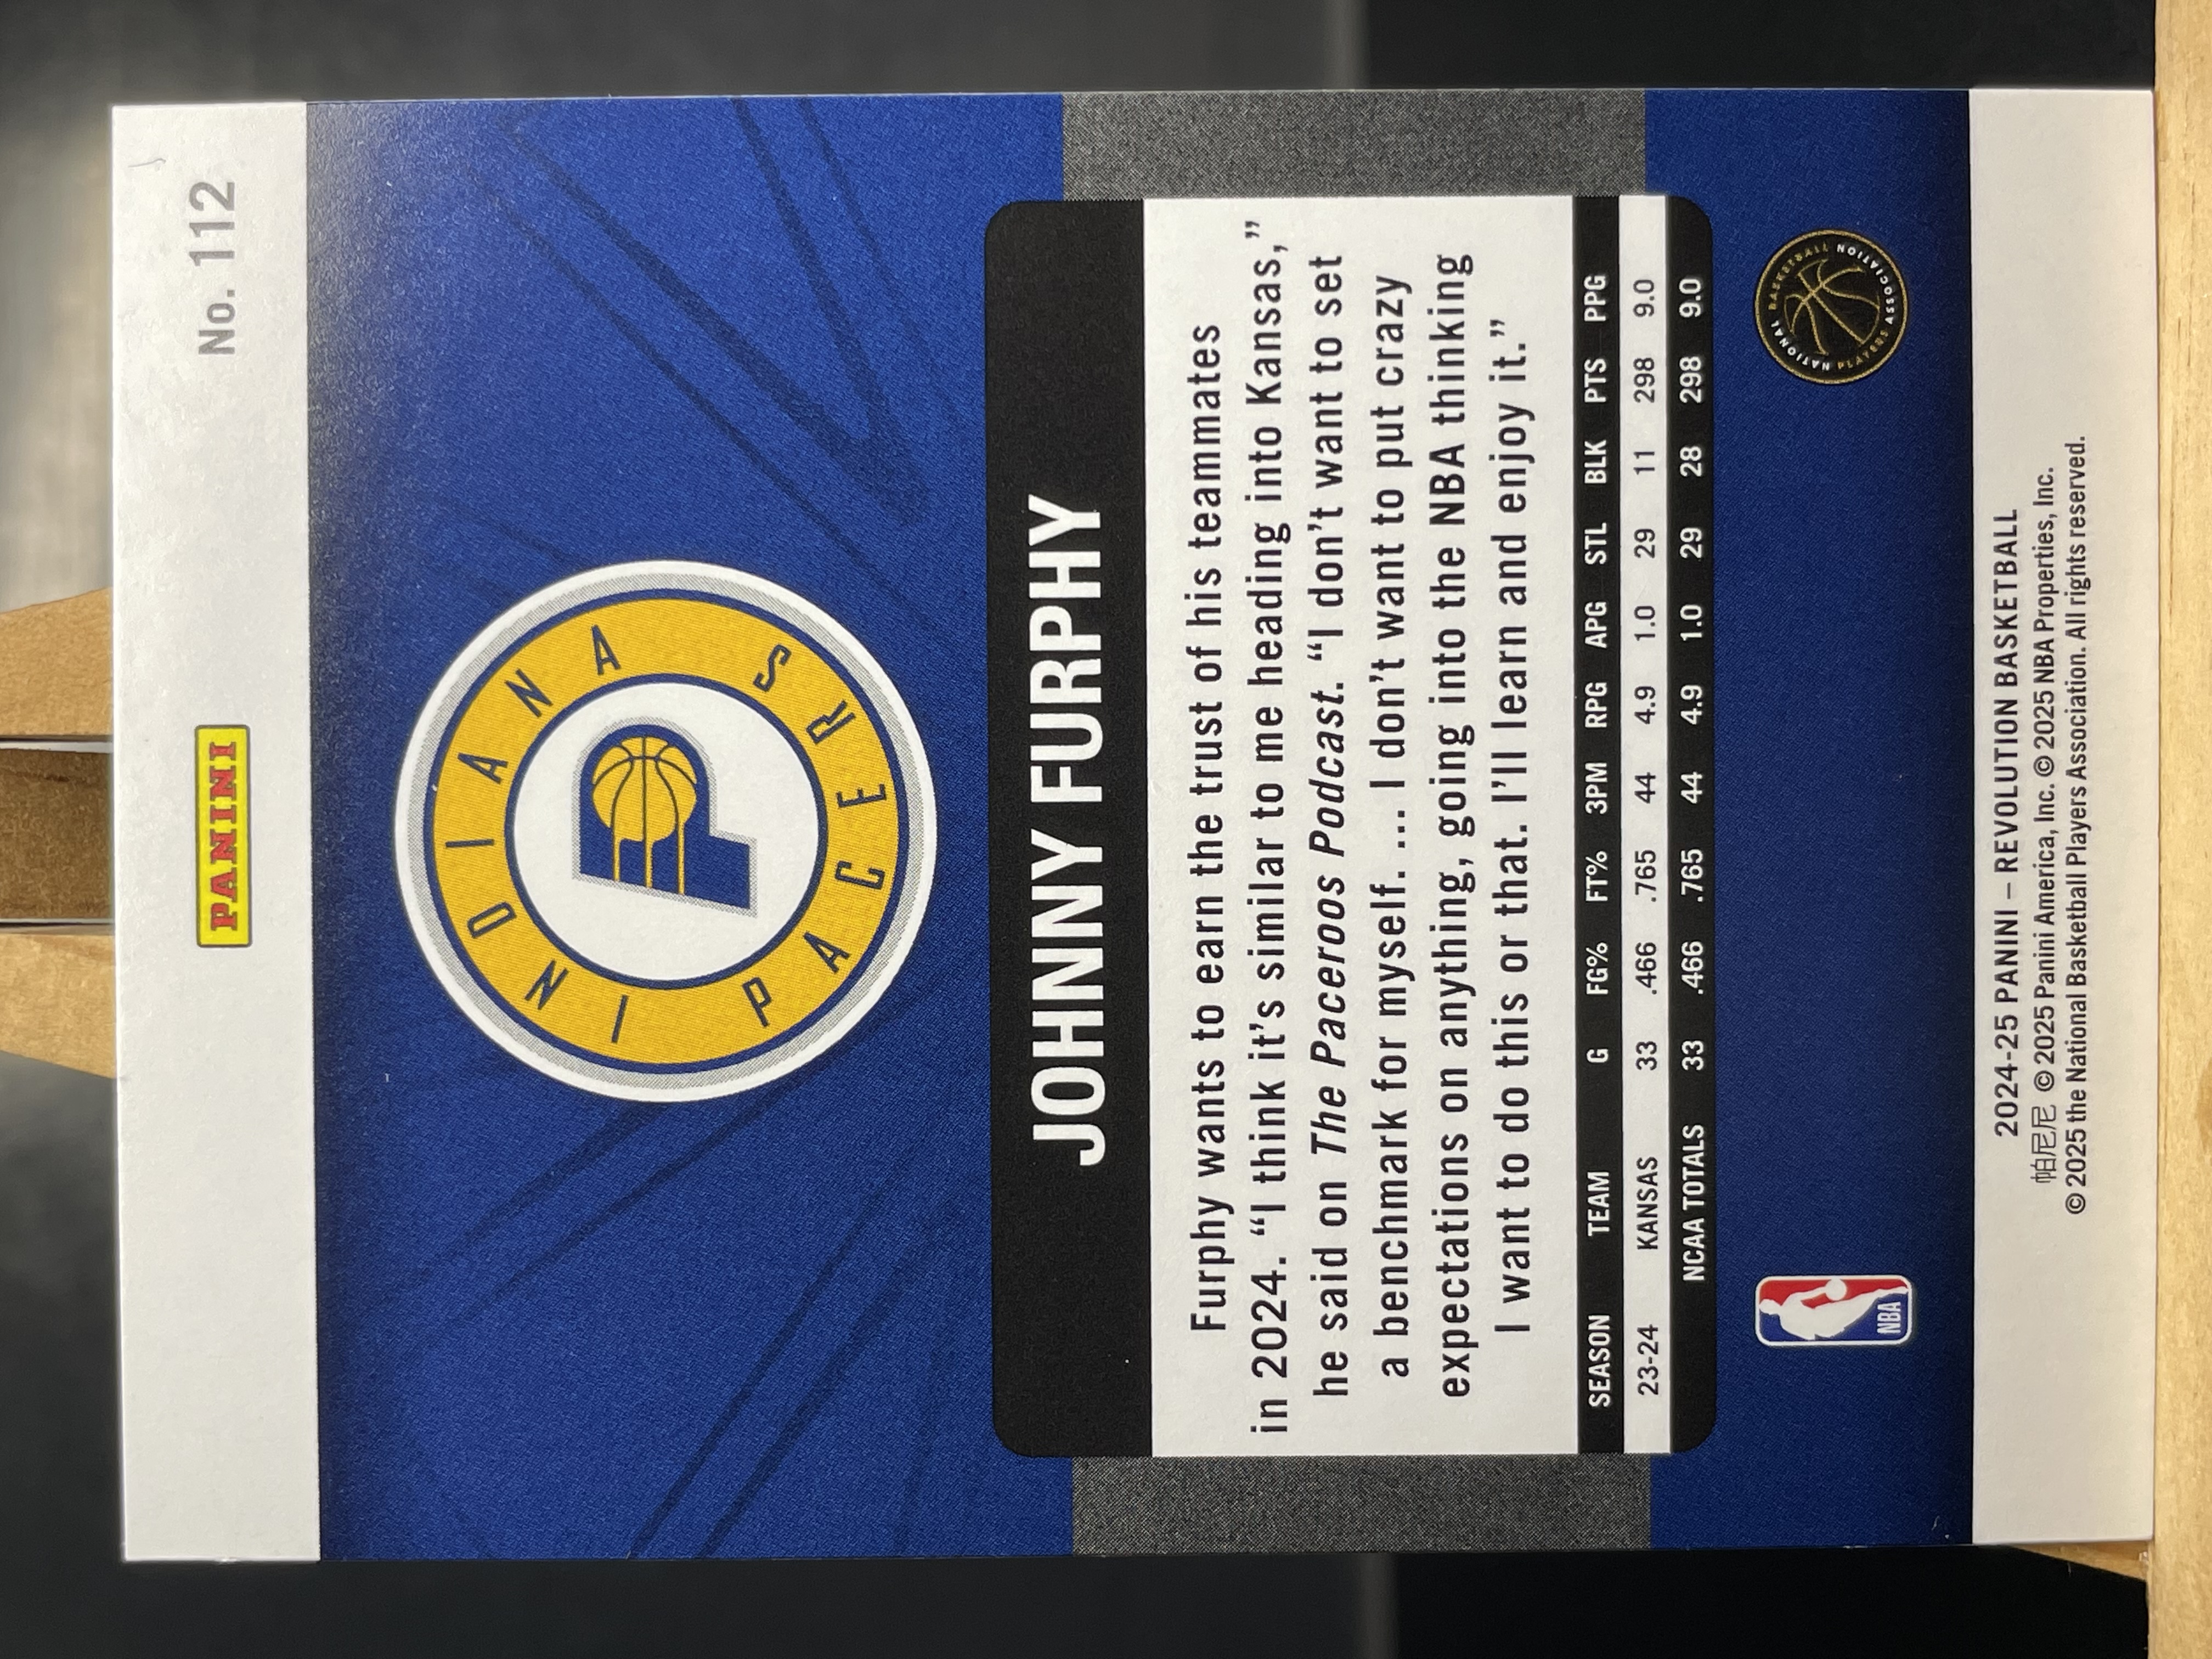 No. 112
PANINI
INDIANA
PACERS
JOHNNY FURPHY
Furphy wants to earn the trust of his teammates
in 2024. “I think it’s similar to me heading into Kansas,”
he said on The Paceroos Podcast. “I don’t want to set
a benchmark for myself. ... I don’t want to put crazy
expectations on anything, going into the NBA thinking
I want to do this or that. I’ll learn and enjoy it.”
SEASON TEAM G FG% FT% 3PM RPG APG STL BLK PTS PPG
23-24 KANSAS 33 .466 .765 44 4.9 1.0 29 11 298 9.0
NCAA TOTALS 33 .466 .765 44 4.9 1.0 29 28 298 9.0
NBA
NATIONAL BASKETBALL
PLAYERS ASSOCIATION
2024-25 PANINI – REVOLUTION BASKETBALL
帕尼尼 © 2025 Panini America, Inc. © 2025 NBA Properties, Inc.
© 2025 the National Basketball Players Association. All rights reserved.